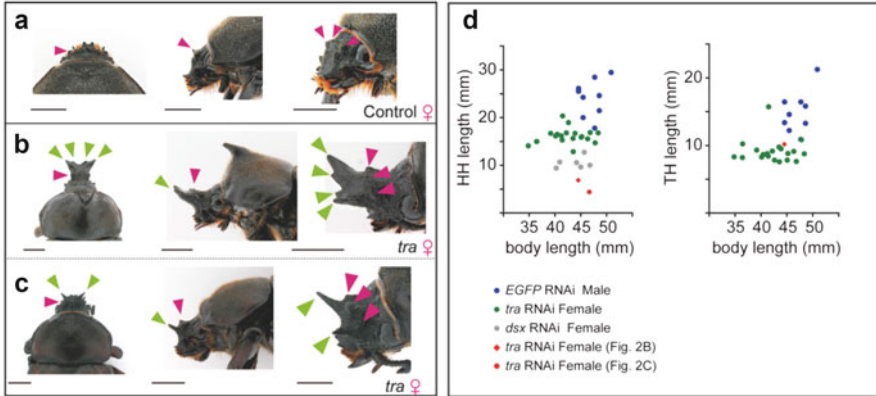 a
Control ♀
b
tra ♀
c
tra ♀
d
HH length (mm)
30
20
10
0
35 40 45 50
body length (mm)
TH length (mm)
20
10
0
35 40 45 50
body length (mm)
EGFP RNAi Male
tra RNAi Female
dsx RNAi Female
tra RNAi Female (Fig. 2B)
tra RNAi Female (Fig. 2C)